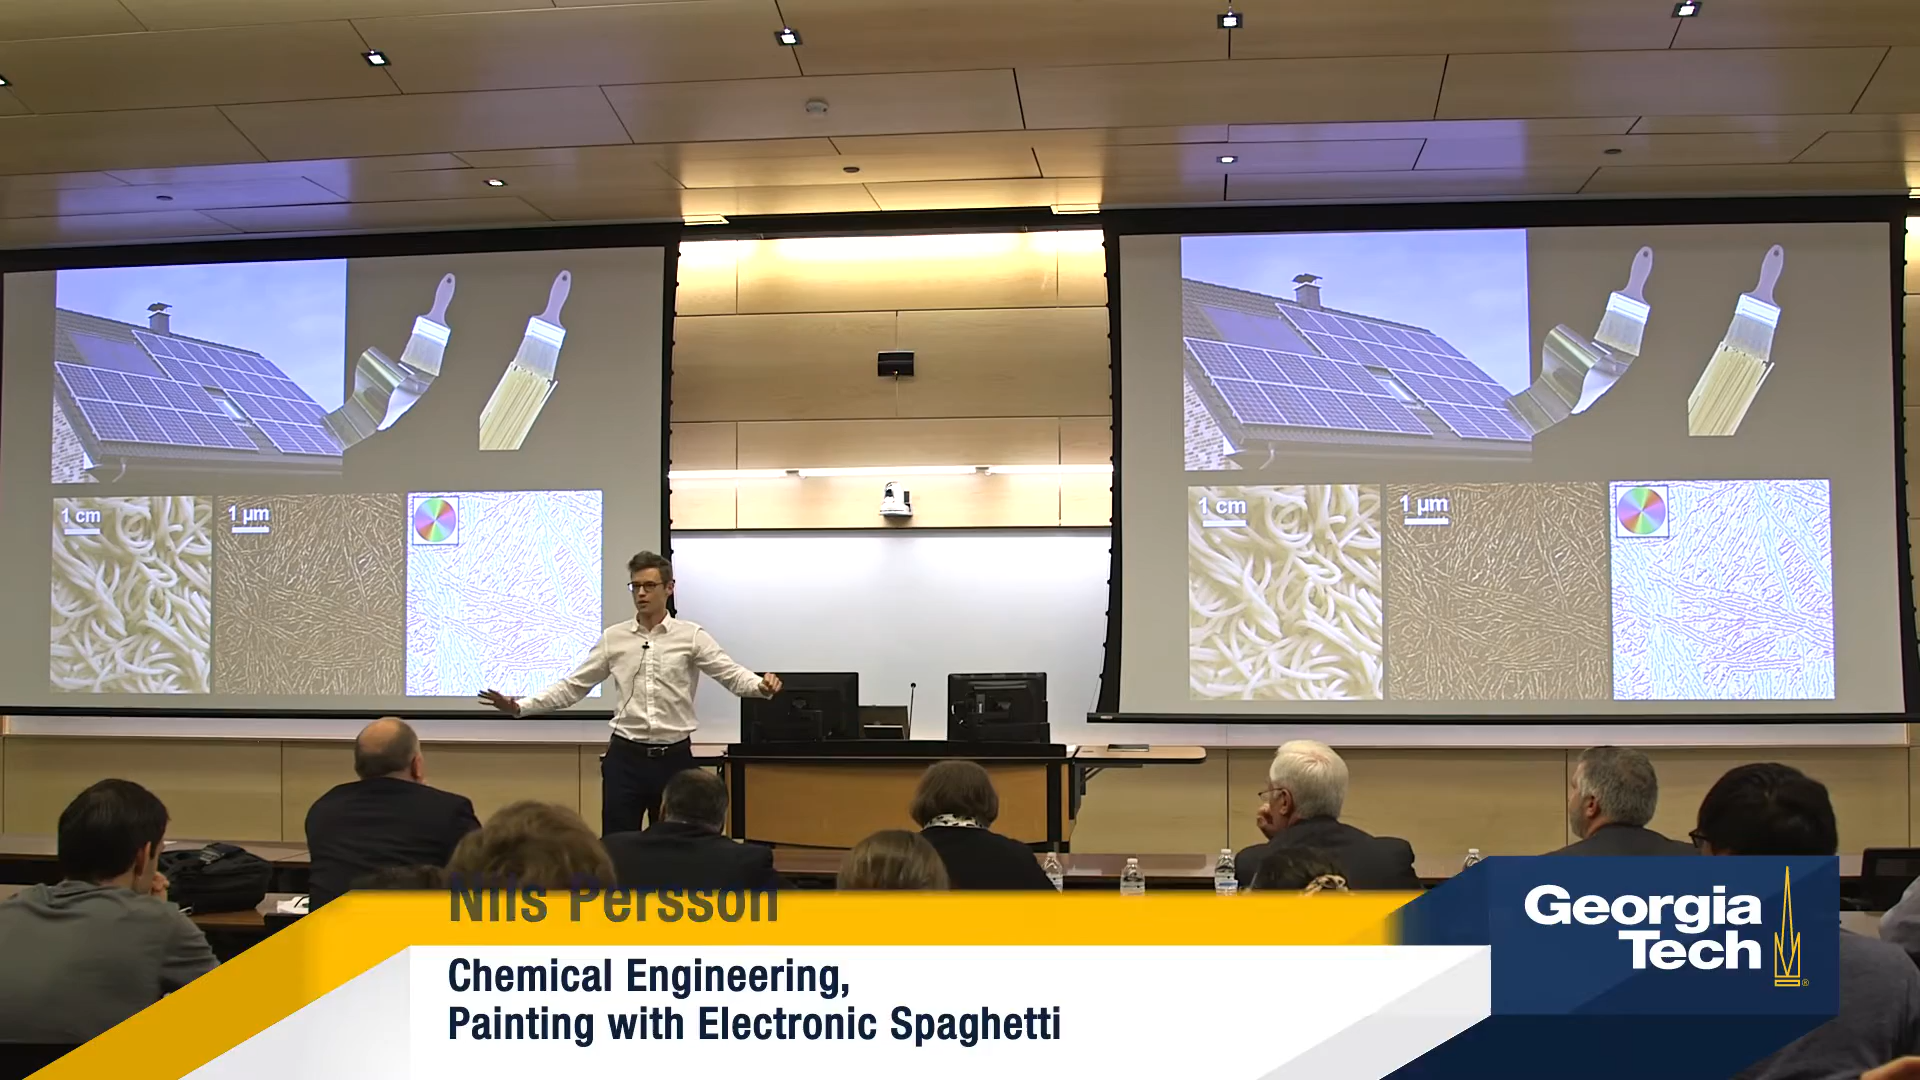 1 cm
1 µm
1 cm
1 µm
Nils Persson
Chemical Engineering,
Painting with Electronic Spaghetti
Georgia
Tech